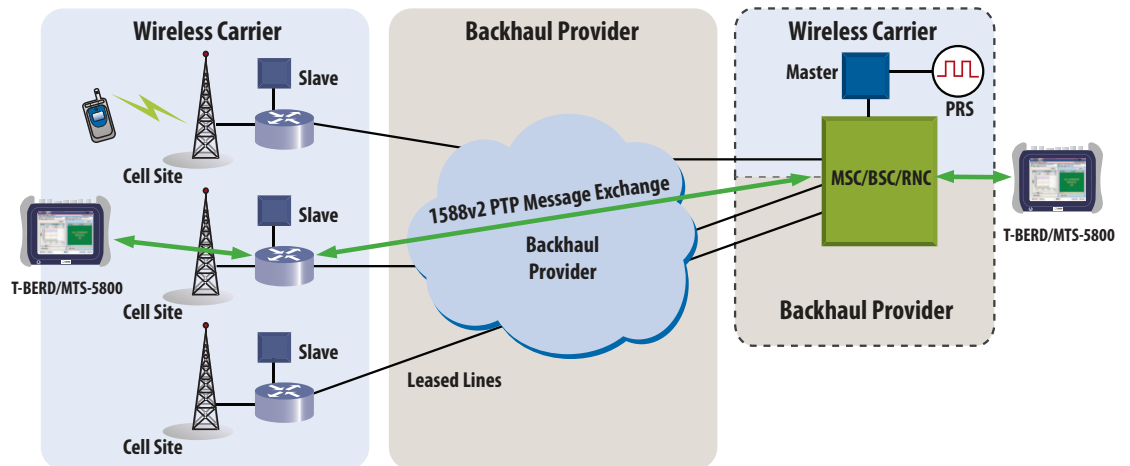 Wireless Carrier
Backhaul Provider
Wireless Carrier
Slave
Master
PRS
Cell Site
MSC/BSC/RNC
1588v2 PTP Message Exchange
Slave
Backhaul
Provider
T-BERD/MTS-5800
T-BERD/MTS-5800
Cell Site
Backhaul Provider
Slave
Leased Lines
Cell Site